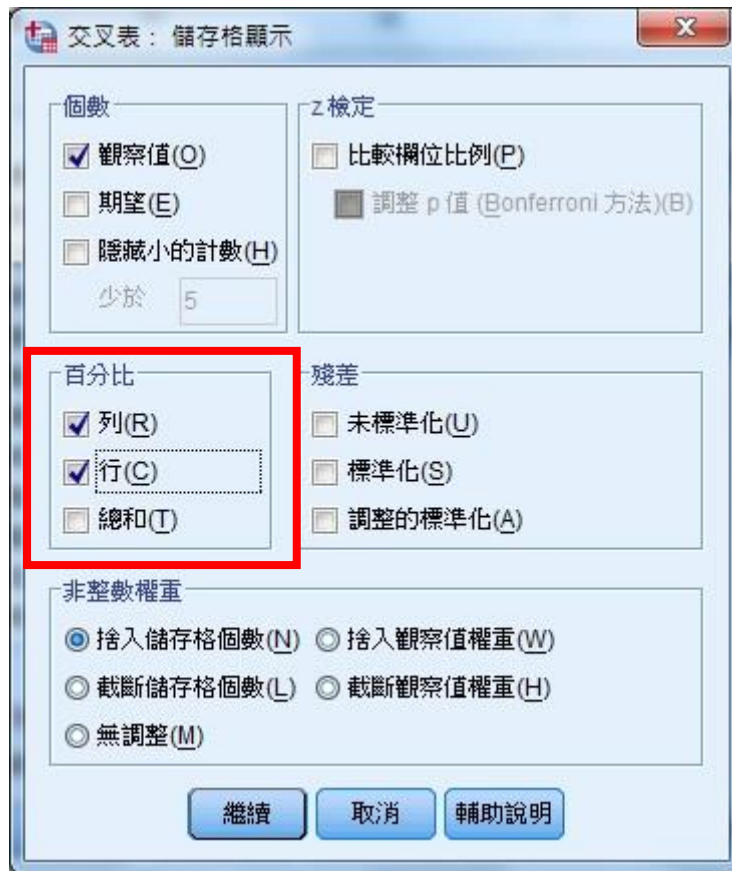 交叉表： 儲存格顯示
個數
觀察值(O)
期望(E)
隱藏小的計數(H)
少於 5
z 檢定
比較欄位比例(P)
調整 p 值 (Bonferroni 方法)(B)
百分比
列(R)
行(C)
總和(T)
殘差
未標準化(U)
標準化(S)
調整的標準化(A)
非整數權重
捨入儲存格個數(N) 捨入觀察值權重(W)
截斷儲存格個數(L) 截斷觀察值權重(H)
無調整(M)
繼續 取消 輔助說明